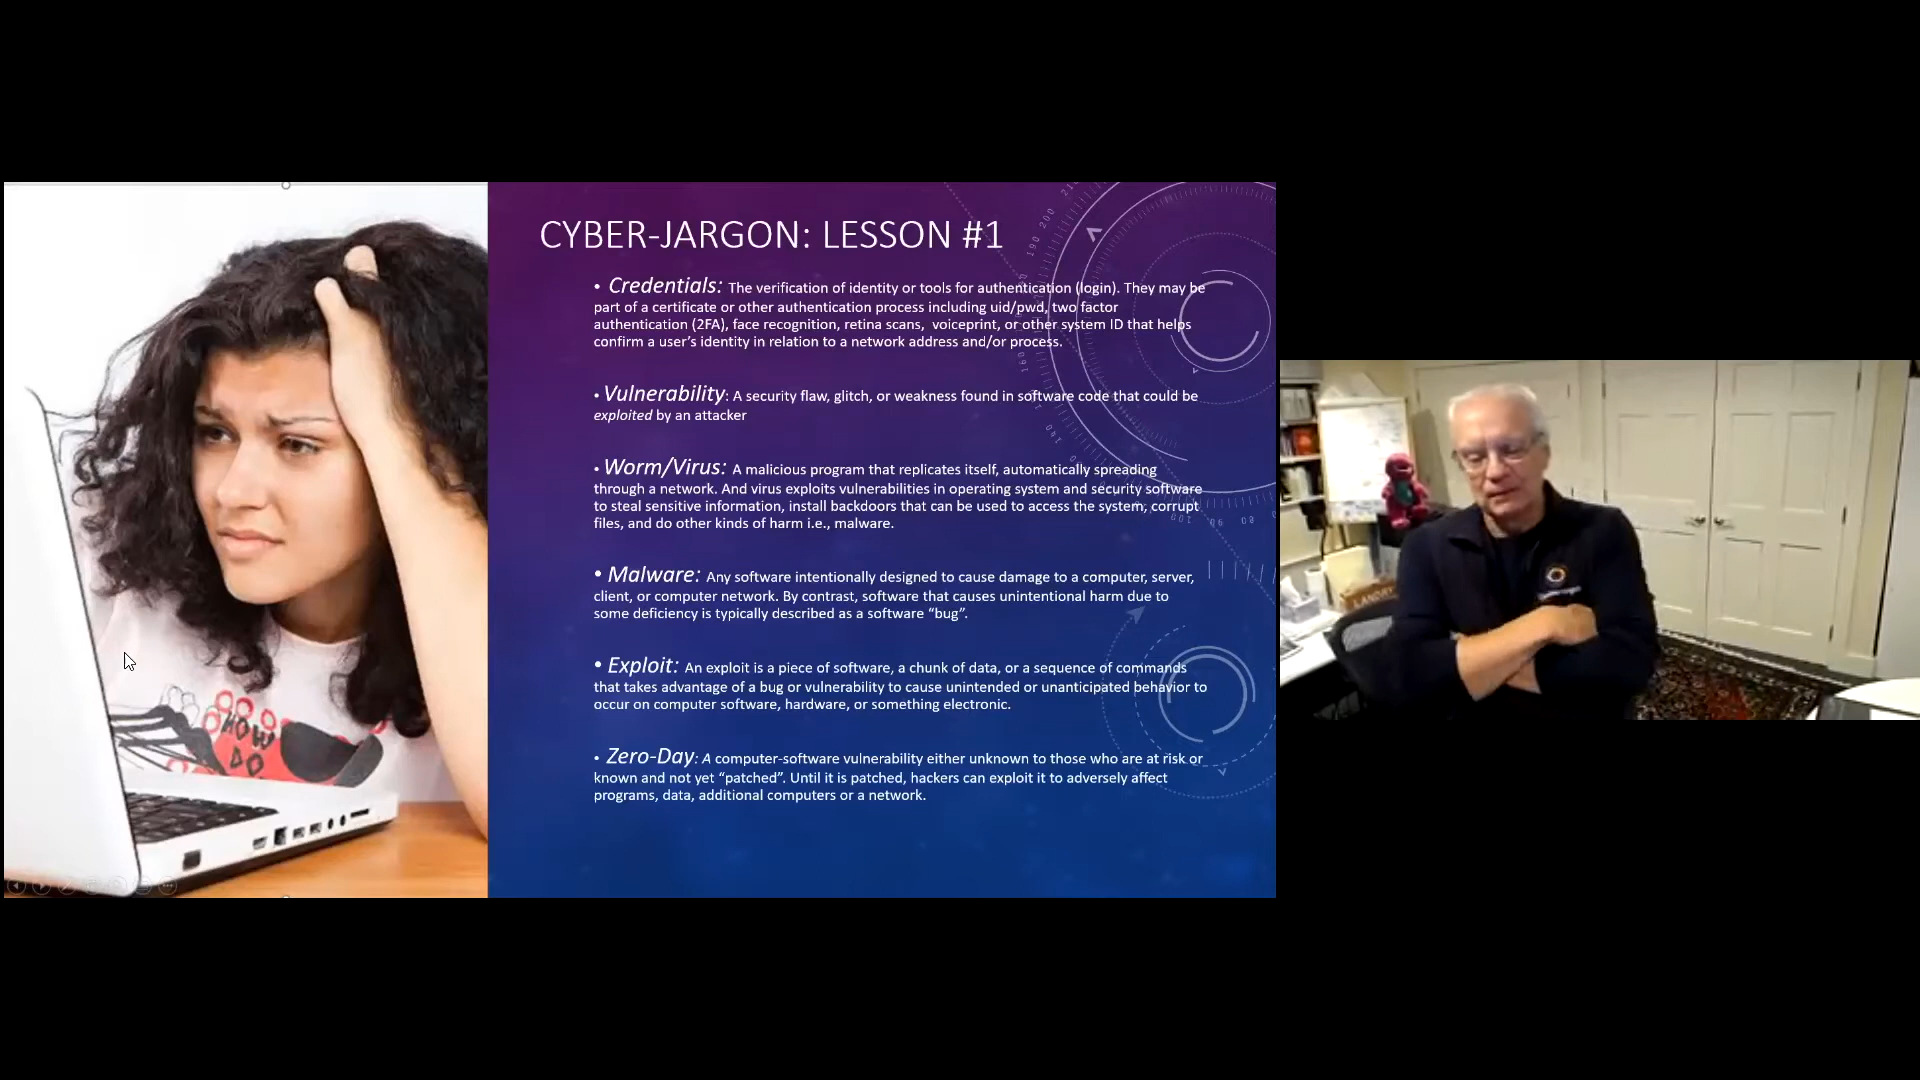 CYBER-JARGON: LESSON #1
• Credentials: The verification of identity or tools for authentication (login). They may be
part of a certificate or other authentication process including uid/pwd, two factor
authentication (2FA), face recognition, retina scans, voiceprint, or other system ID that helps
confirm a user's identity in relation to a network address and/or process.
• Vulnerability: A security flaw, glitch, or weakness found in software code that could be
exploited by an attacker
• Worm/Virus: A malicious program that replicates itself, automatically spreading
through a network. And virus exploits vulnerabilities in operating system and security software
to steal sensitive information, install backdoors that can be used to access the system, corrupt
files, and do other kinds of harm i.e., malware.
• Malware: Any software intentionally designed to cause damage to a computer, server,
client, or computer network. By contrast, software that causes unintentional harm due to
some deficiency is typically described as a software “bug”.
• Exploit: An exploit is a piece of software, a chunk of data, or a sequence of commands
that takes advantage of a bug or vulnerability to cause unintended or unanticipated behavior to
occur on computer software, hardware, or something electronic.
• Zero-Day: A computer-software vulnerability either unknown to those who are at risk or
known and not yet “patched”. Until it is patched, hackers can exploit it to adversely affect
programs, data, additional computers or a network.
HOW
DO
210
200
190
160
140
100
90
80
LANDRY